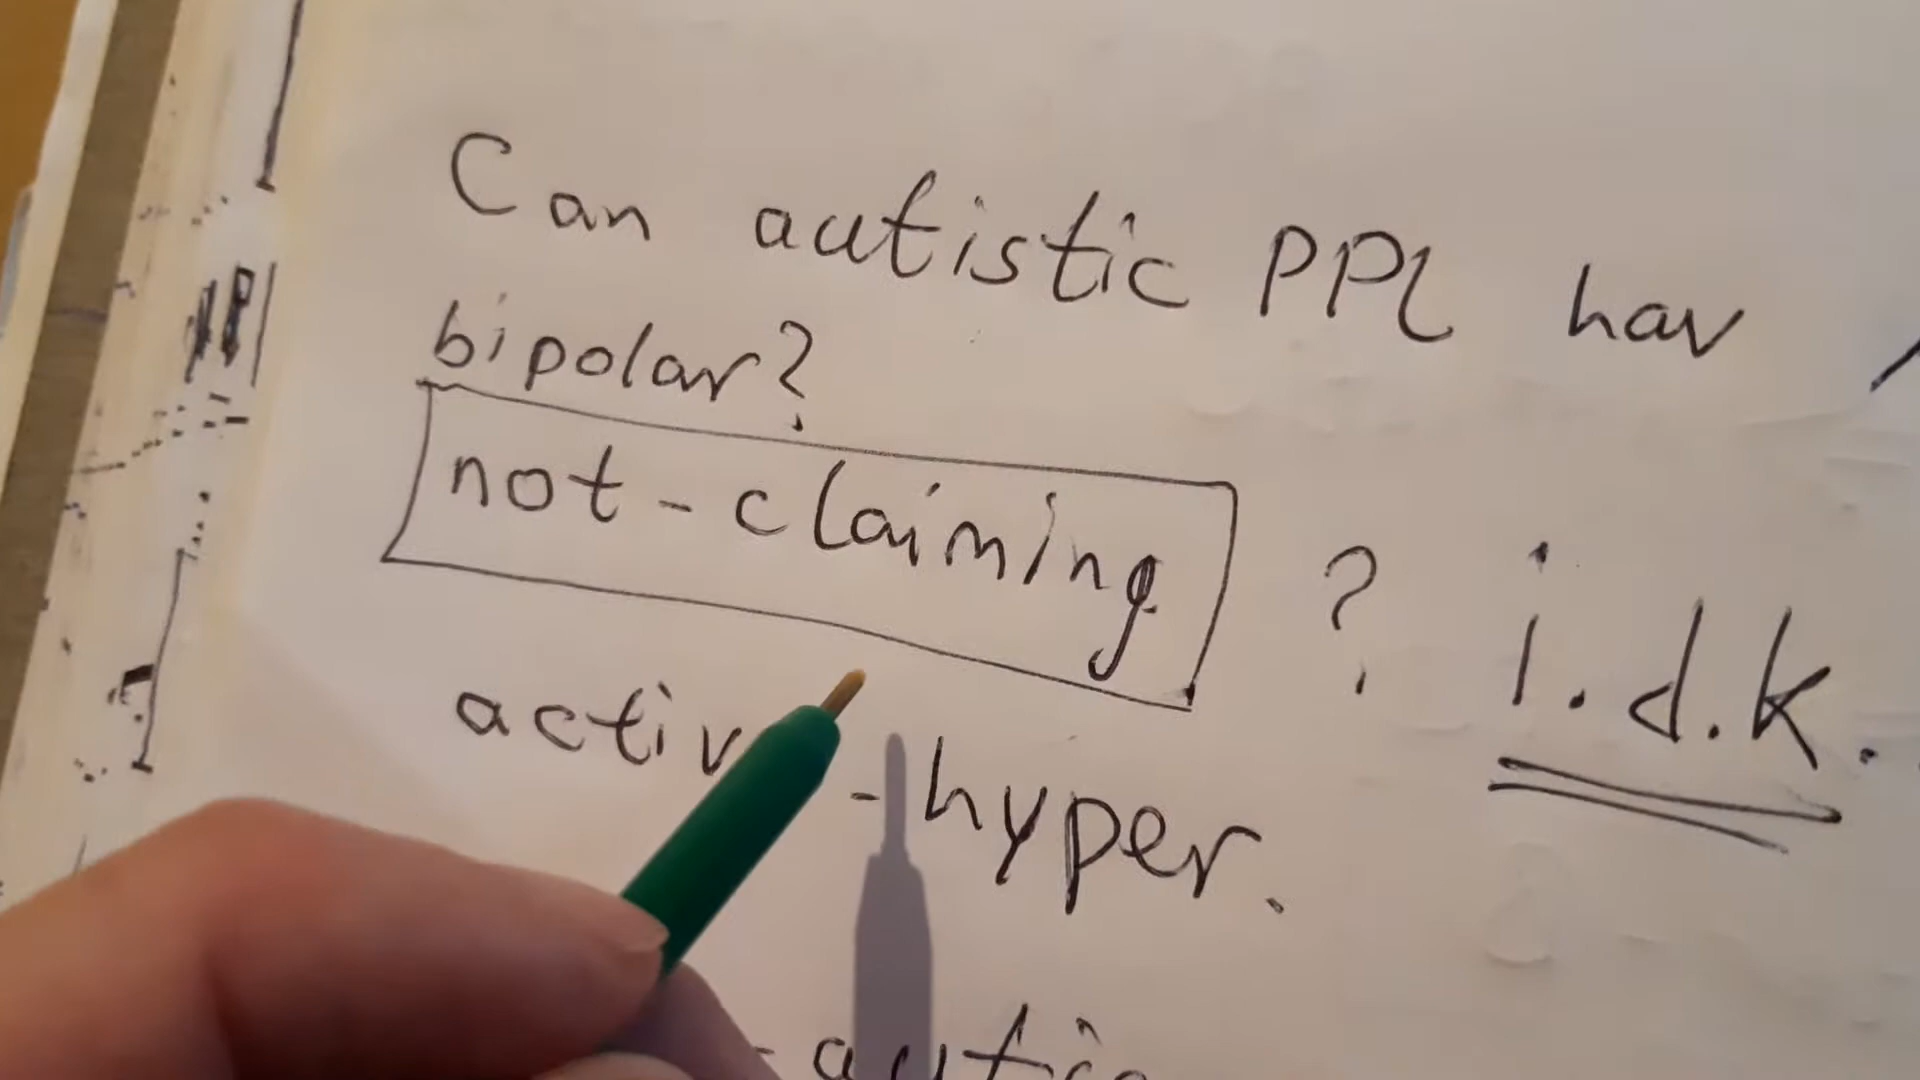 Can autistic PPl hav
bipolar?
not-claiming ? i.d.k.
activ -hyper.